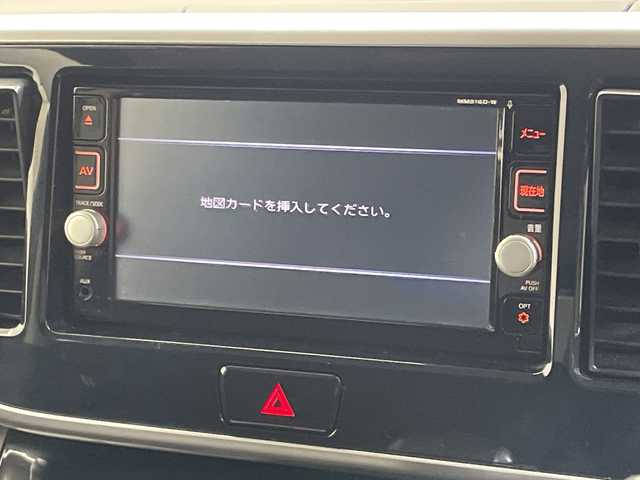 OPEN
MM316D-W
メニュー
AV
現在地
TRACK/SEEK
地図カードを挿入してください。
音量
AUX
PUSH
AV OFF
OPT